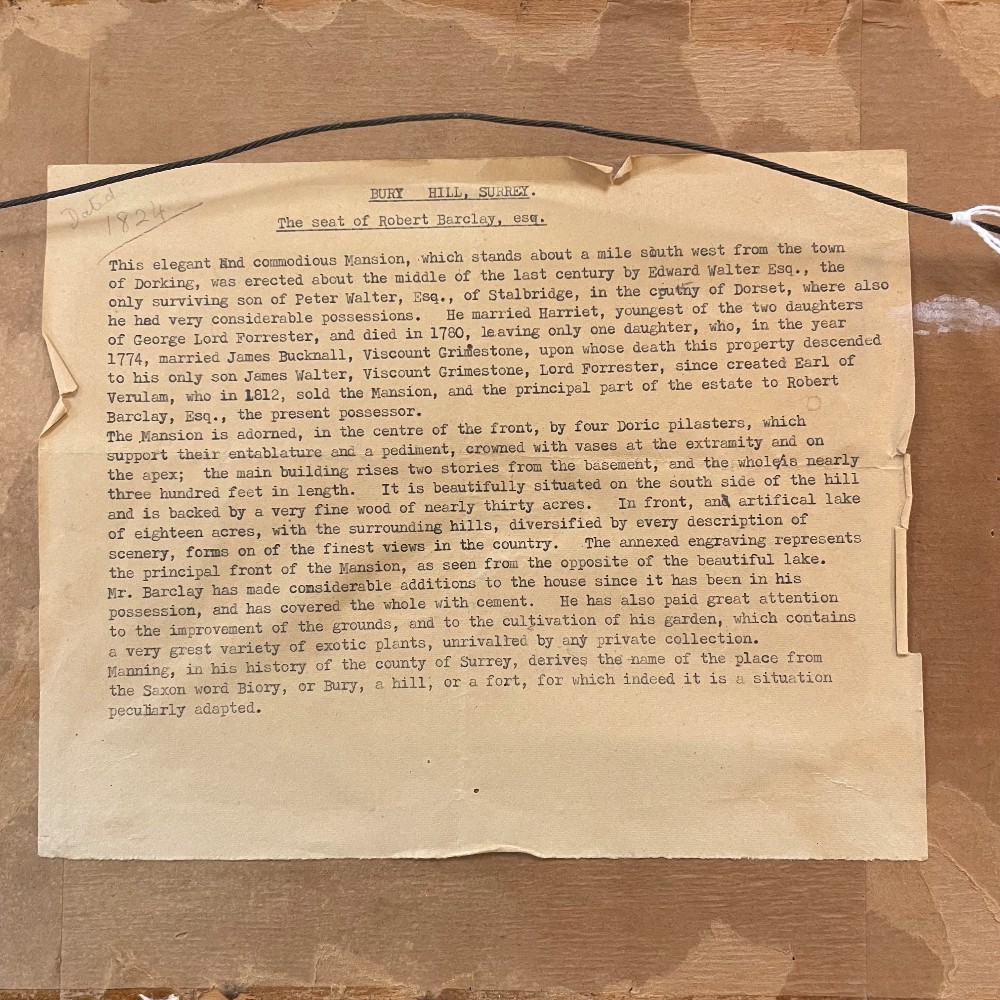 Dated
1824
BURY HILL, SURREY.
The seat of Robert Barclay, esq.
This elegant And commodious Mansion, which stands about a mile south west from the town
of Dorking, was erected about the middle of the last century by Edward Walter Esq., the
only surviving son of Peter Walter, Esq., of Stalbridge, in the coutny of Dorset, where also
he had very considerable possessions. He married Harriet, youngest of the two daughters
of George Lord Forrester, and died in 1780, leaving only one daughter, who, in the year
1774, married James Bucknall, Viscount Grimestone, upon whose death this property descended
to his only son James Walter, Viscount Grimestone, Lord Forrester, since created Earl of
Verulam, who in 1812, sold the Mansion, and the principal part of the estate to Robert
Barclay, Esq., the present possessor.
The Mansion is adorned, in the centre of the front, by four Doric pilasters, which
support their entablature and a pediment, crowned with vases at the extramity and on
the apex; the main building rises two stories from the basement, and the whole is nearly
three hundred feet in length. It is beautifully situated on the south side of the hill
and is backed by a very fine wood of nearly thirty acres. In front, and artifical lake
of eighteen acres, with the surrounding hills, diversified by every description of
scenery, forms on of the finest views in the country. The annexed engraving represents
the principal front of the Mansion, as seen from the opposite of the beautiful lake.
Mr. Barclay has made considerable additions to the house since it has been in his
possession, and has covered the whole with cement. He has also paid great attention
to the improvement of the grounds, and to the cultivation of his garden, which contains
a very grest variety of exotic plants, unrivalled by any private collection.
Manning, in his history of the county of Surrey, derives the name of the place from
the Saxon word Biory, or Bury, a hill, or a fort, for which indeed it is a situation
peculiarly adapted.